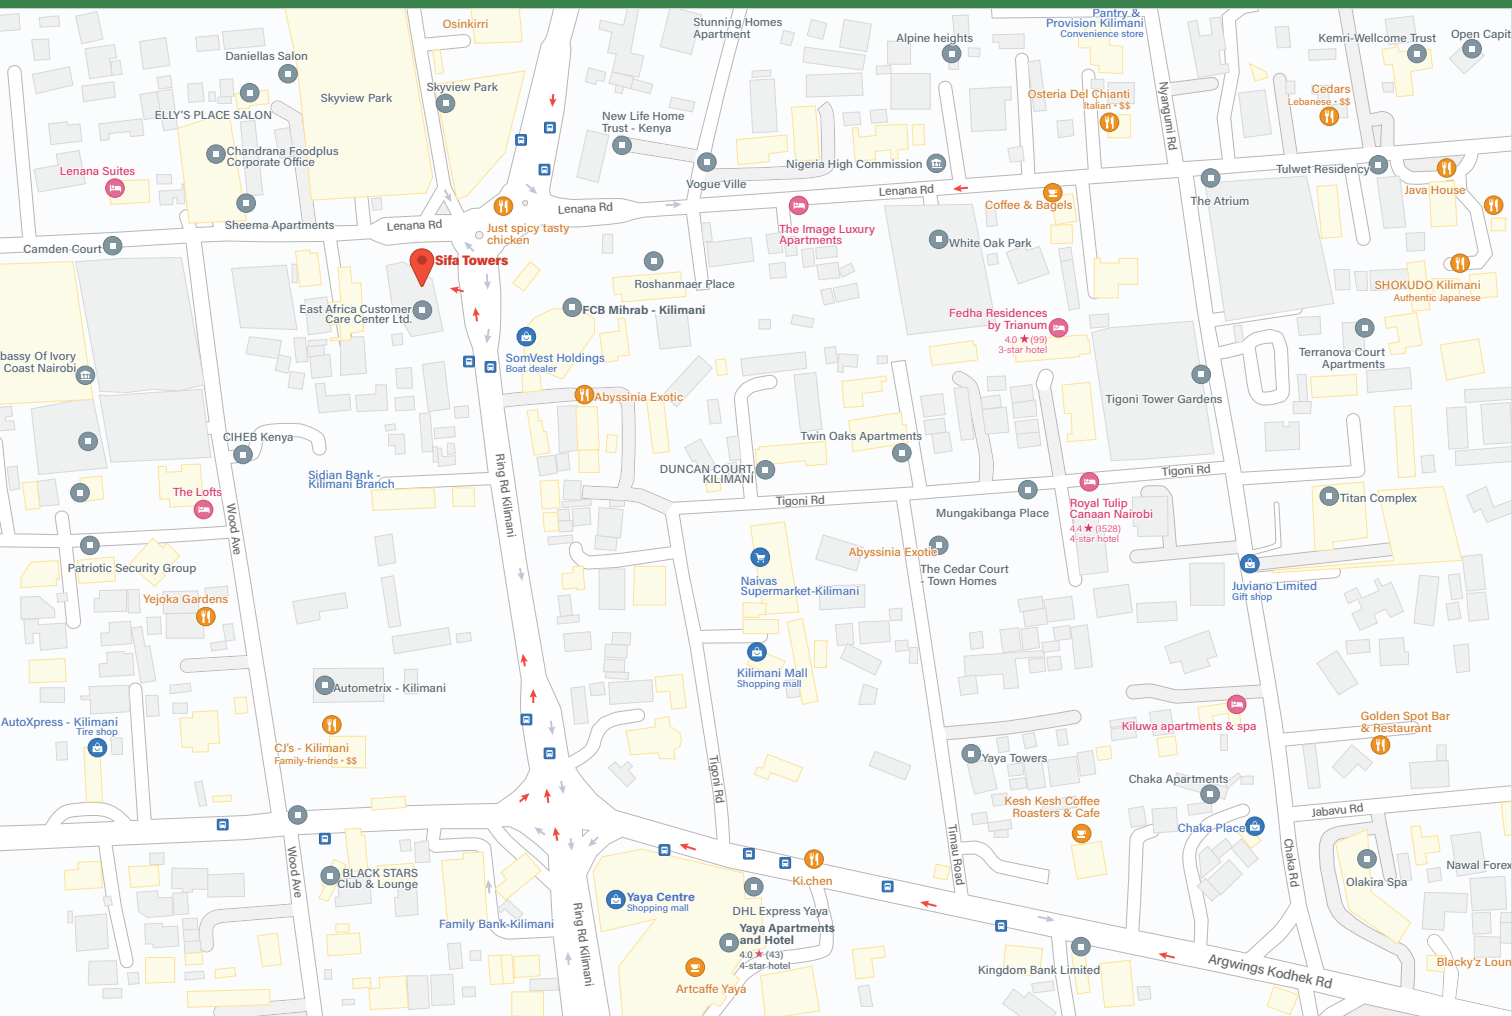 Osinkirri
Stunning Homes
Apartment
Pantry &
Provision Kilimani
Convenience store
Alpine heights
Kemri-Wellcome Trust
Open Capit
Daniellas Salon
Skyview Park
Skyview Park
ELLY'S PLACE SALON
Osteria Del Chianti
Italian · $$
Cedars
Lebanese · $$
Nyangumi Rd
New Life Home
Trust - Kenya
Chandrana Foodplus
Corporate Office
Nigeria High Commission
Lenana Suites
Vogue Ville
Tulwet Residency
Java House
Lenana Rd
Coffee & Bagels
The Atrium
Sheema Apartments
Lenana Rd
Lenana Rd
Just spicy tasty
chicken
The Image Luxury
Apartments
Camden Court
White Oak Park
Sifa Towers
Roshanmaer Place
SHOKUDO Kilimani
Authentic Japanese
East Africa Customer
Care Center Ltd.
FCB Mihrab - Kilimani
Fedha Residences
by Trianum
4.0 ★ (99)
3-star hotel
bassy Of Ivory
Coast Nairobi
SomVest Holdings
Boat dealer
Terranova Court
Apartments
Abyssinia Exotic
Tigoni Tower Gardens
CIHEB Kenya
Twin Oaks Apartments
DUNCAN COURT,
KILIMANI
Sidian Bank -
Kilimani Branch
Tigoni Rd
Ring Rd Kilimani
The Lofts
Wood Ave
Tigoni Rd
Mungakibanga Place
Royal Tulip
Canaan Nairobi
4.4 ★ (1528)
4-star hotel
Titan Complex
Patriotic Security Group
Abyssinia Exotic
The Cedar Court
- Town Homes
Naivas
Supermarket-Kilimani
Juviano Limited
Gift shop
Yejoka Gardens
Kilimani Mall
Shopping mall
Autometrix - Kilimani
AutoXpress - Kilimani
Tire shop
CJ's - Kilimani
Family-friends · $$
Kiluwa apartments & spa
Golden Spot Bar
& Restaurant
Tigoni Rd
Yaya Towers
Chaka Apartments
Kesh Kesh Coffee
Roasters & Cafe
Jabavu Rd
Chaka Place
Timau Road
Chaka Rd
Wood Ave
BLACK STARS
Club & Lounge
Ki.chen
Nawal Forex
Olakira Spa
Yaya Centre
Shopping mall
DHL Express Yaya
Family Bank-Kilimani
Ring Rd Kilimani
Yaya Apartments
and Hotel
4.0 ★ (43)
4-star hotel
Kingdom Bank Limited
Argwings Kodhek Rd
Blacky'z Loun
Artcaffe Yaya